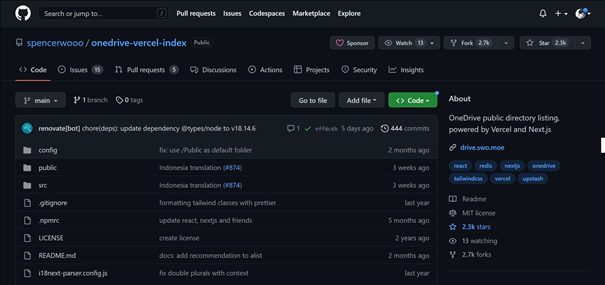 Search or jump to... / Pull requests Issues Codespaces Marketplace Explore
spencerwooo / onedrive-vercel-index Public Sponsor Watch 13 Fork 2.7k Star 2.3k
Code Issues 15 Pull requests 5 Discussions Actions Projects Security Insights
main 1 branch 0 tags Go to file Add file Code
About
OneDrive public directory listing,
powered by Vercel and Next.js
drive.swo.moe
react redis nextjs onedrive
tailwindcss vercel upstash
Readme
MIT license
2.3k stars
13 watching
2.7k forks
renovate[bot] chore(deps): update dependency @types/node to v18.14.6 1 5 days ago 444 commits
config fix: use /Public as default folder 2 months ago
public Indonesia translation (#874) 3 weeks ago
src Indonesia translation (#874) 3 weeks ago
.gitignore formatting tailwind classes with prettier last year
.npmrc update react, nextjs and friends 5 months ago
LICENSE create license 2 years ago
README.md docs: add recommendation to alist 2 months ago
i18next-parser.config.js fix double plurals with context last year